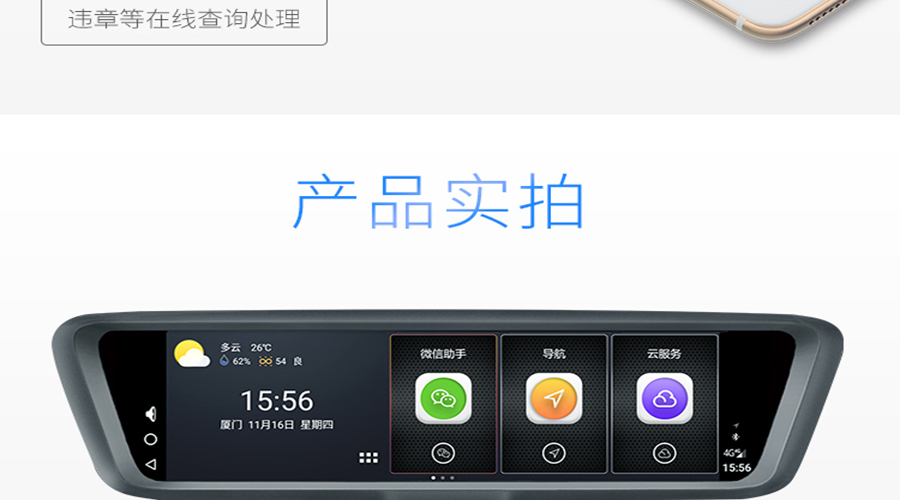 违章等在线查询处理
产品实拍
多云 26℃
62% 54 良
15:56
厦门 11月16日 星期四
微信助手
导航
云服务
4G
15:56